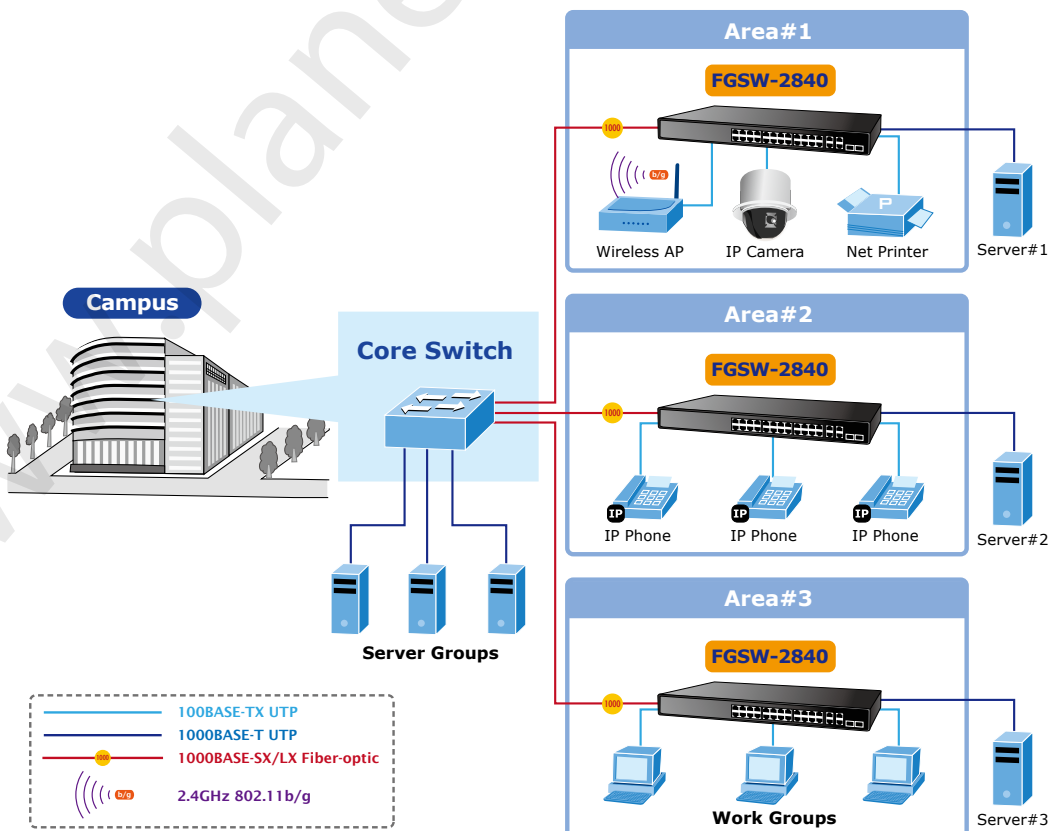 Area#1
FGSW-2840
1000
b/g
P
Wireless AP
IP Camera
Net Printer
Server#1
Campus
Core Switch
Area#2
FGSW-2840
1000
IP
IP
IP
IP Phone
IP Phone
IP Phone
Server#2
Server Groups
Area#3
FGSW-2840
1000
Work Groups
Server#3
100BASE-TX UTP
1000BASE-T UTP
1000
1000BASE-SX/LX Fiber-optic
b/g
2.4GHz 802.11b/g